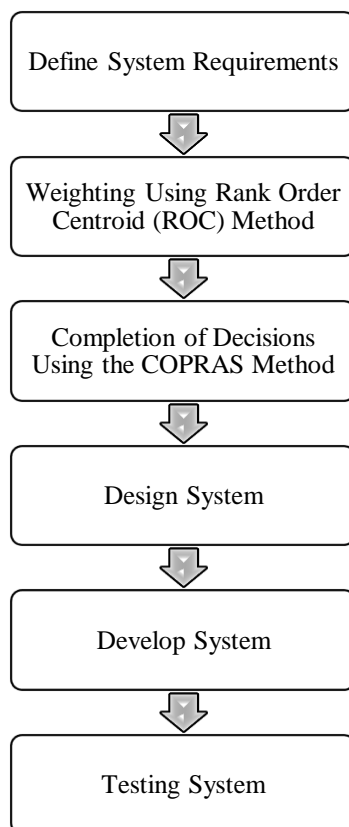 Define System Requirements
Weighting Using Rank Order
Centroid (ROC) Method
Completion of Decisions
Using the COPRAS Method
Design System
Develop System
Testing System